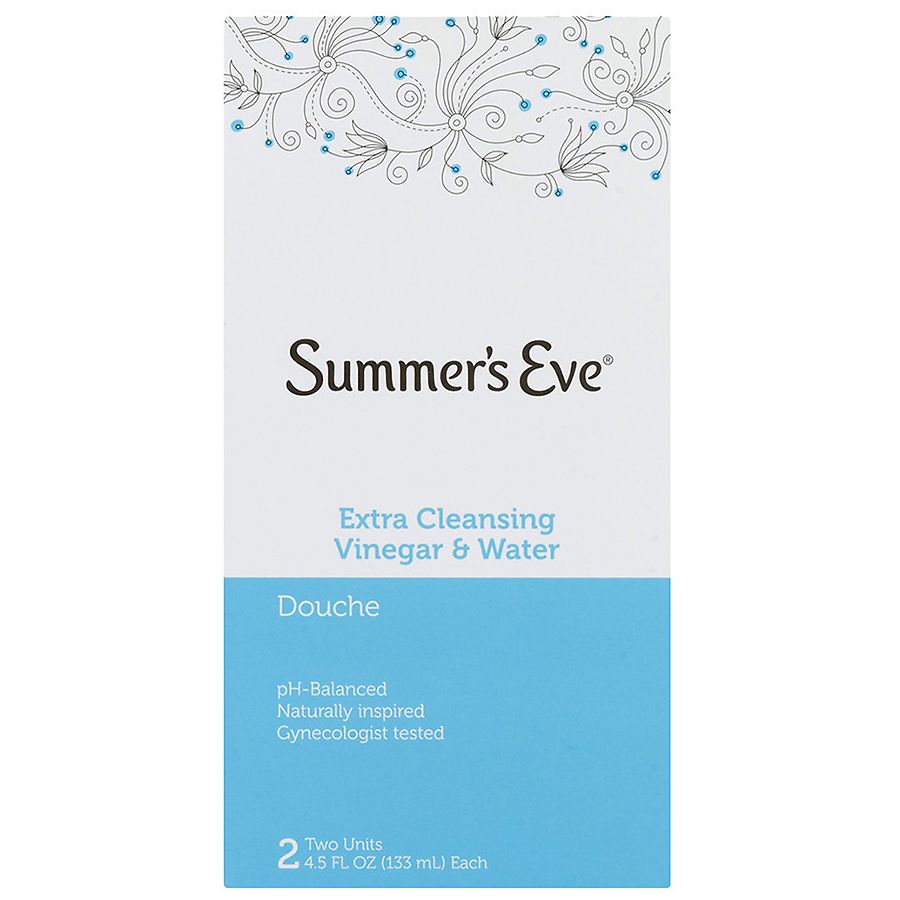 Summer's Eve®
Extra Cleansing
Vinegar & Water
Douche
pH-Balanced
Naturally inspired
Gynecologist tested
2 Two Units
4.5 FL OZ (133 mL) Each